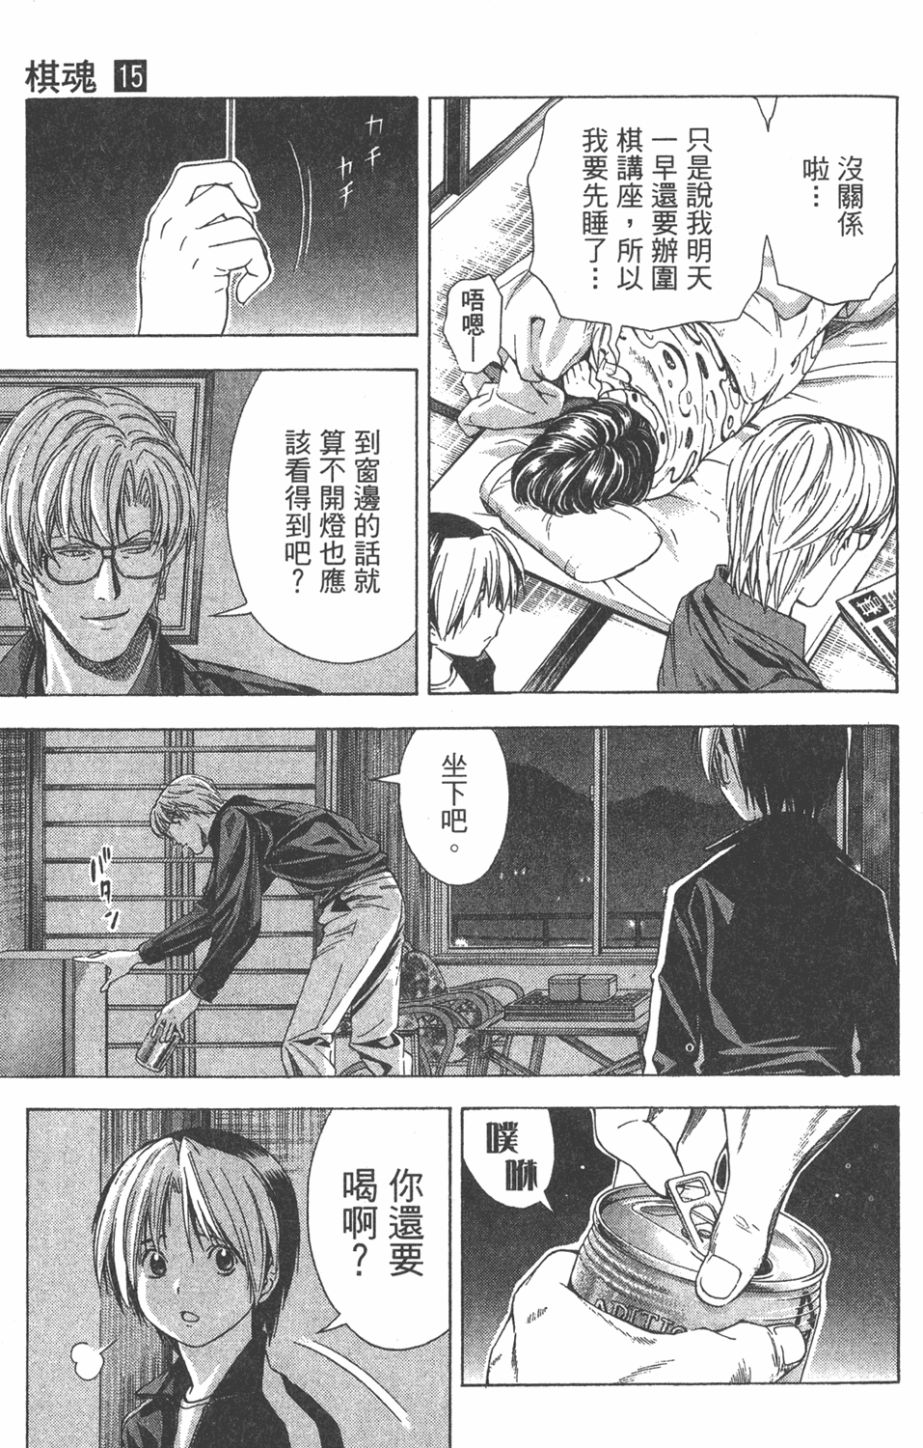 棋魂 15
沒關係
啦…
只是說我明天
一早還要辦圍
棋講座，所以
我要先睡了…
唔嗯—
カチ
カチ
到窗邊的話就
算不開燈也應
該看得到吧？
坐下吧。
バタン
噗
咻
你還要
喝啊？